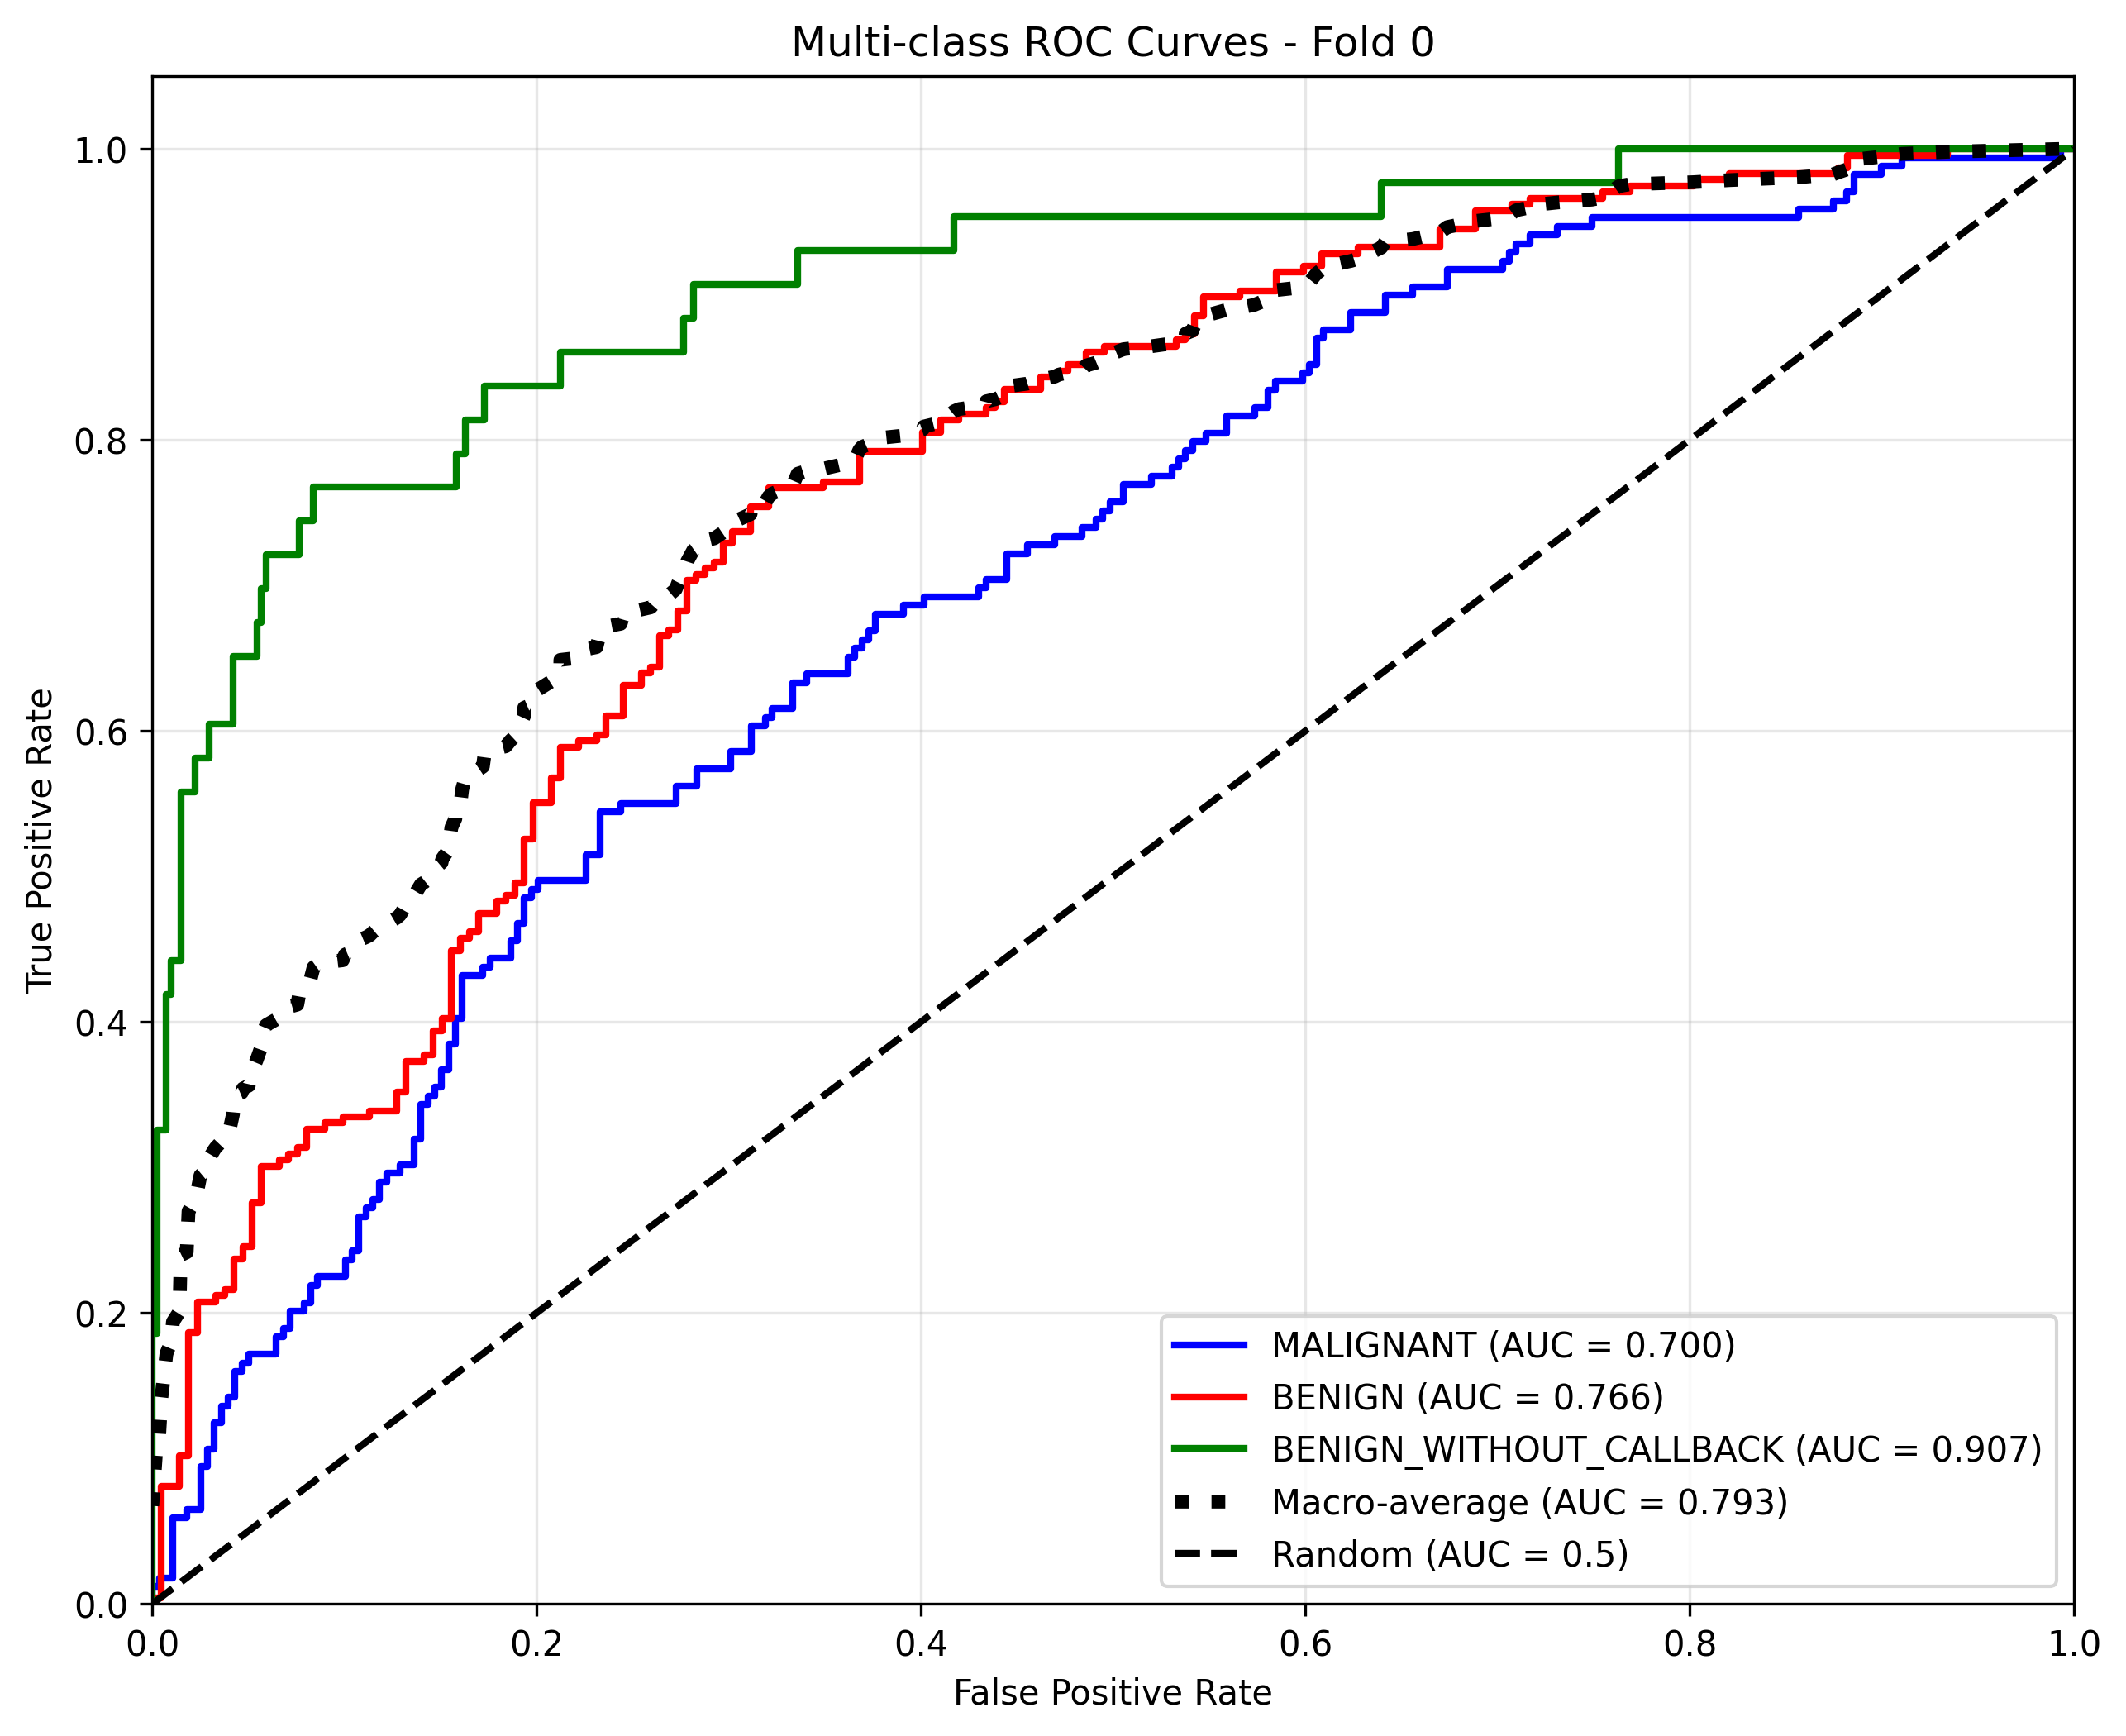 Multi-class ROC Curves - Fold 0
1.0
0.8
0.6
0.4
0.2
0.0
True Positive Rate
MALIGNANT (AUC = 0.700)
BENIGN (AUC = 0.766)
BENIGN_WITHOUT_CALLBACK (AUC = 0.907)
Macro-average (AUC = 0.793)
Random (AUC = 0.5)
0.0 0.2 0.4 0.6 0.8 1.0
False Positive Rate